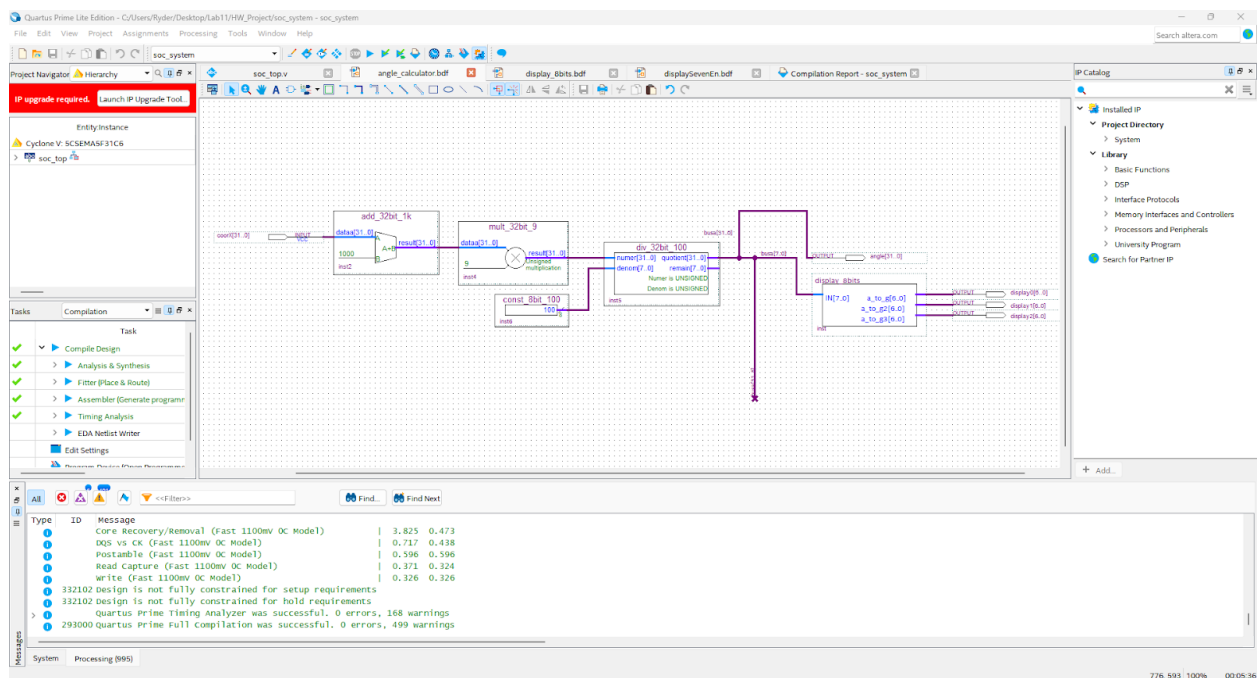 Quartus Prime Lite Edition - C:/Users/Ryder/Desktop/Lab11/HW_Project/soc_system - soc_system
File Edit View Project Assignments Processing Tools Window Help
Search altera.com
soc_system
Project Navigator Hierarchy
soc_top.v angle_calculator.bdf display_8bits.bdf displaySevenEn.bdf Compilation Report - soc_system
IP Catalog
IP upgrade required. Launch IP Upgrade Tool...
Entity:Instance
Cyclone V: 5CSEMA5F31C6
soc_top
Installed IP
Project Directory
System
Library
Basic Functions
DSP
Interface Protocols
Memory Interfaces and Controllers
Processors and Peripherals
University Program
Search for Partner IP
+ Add...
add_32bit_1k
coorX[31..0] INPUT VCC
dataa[31..0] A
A+B result[31..0]
1000 B
inst2
mult_32bit_9
dataa[31..0]
result[31..0]
9
Unsigned
multiplication
inst4
const_8bit_100
100
inst6
div_32bit_100
numer[31..0] quotient[31..0]
denom[7..0] remain[7..0]
Numer is UNSIGNED
Denom is UNSIGNED
inst5
busa[31..0]
busa[7..0]
OUTPUT angle[31..0]
display_8bits
IN[7..0] a_to_g[6..0]
a_to_g2[6..0]
a_to_g3[6..0]
inst
OUTPUT display0[6..0]
OUTPUT display1[6..0]
OUTPUT display2[6..0]
Tasks Compilation
Task
Compile Design
Analysis & Synthesis
Fitter (Place & Route)
Assembler (Generate programr
Timing Analysis
EDA Netlist Writer
Edit Settings
Program Device (Open Programme
All <<Filter>> Find... Find Next
Type ID Message
Core Recovery/Removal (Fast 1100mV 0C Model) | 3.825 0.473
DQS vs CK (Fast 1100mV 0C Model) | 0.717 0.438
Postamble (Fast 1100mV 0C Model) | 0.596 0.596
Read Capture (Fast 1100mV 0C Model) | 0.371 0.324
Write (Fast 1100mV 0C Model) | 0.326 0.326
332102 Design is not fully constrained for setup requirements
332102 Design is not fully constrained for hold requirements
Quartus Prime Timing Analyzer was successful. 0 errors, 168 warnings
293000 Quartus Prime Full Compilation was successful. 0 errors, 499 warnings
Messages
System Processing (995)
776, 593 100% 00:05:36